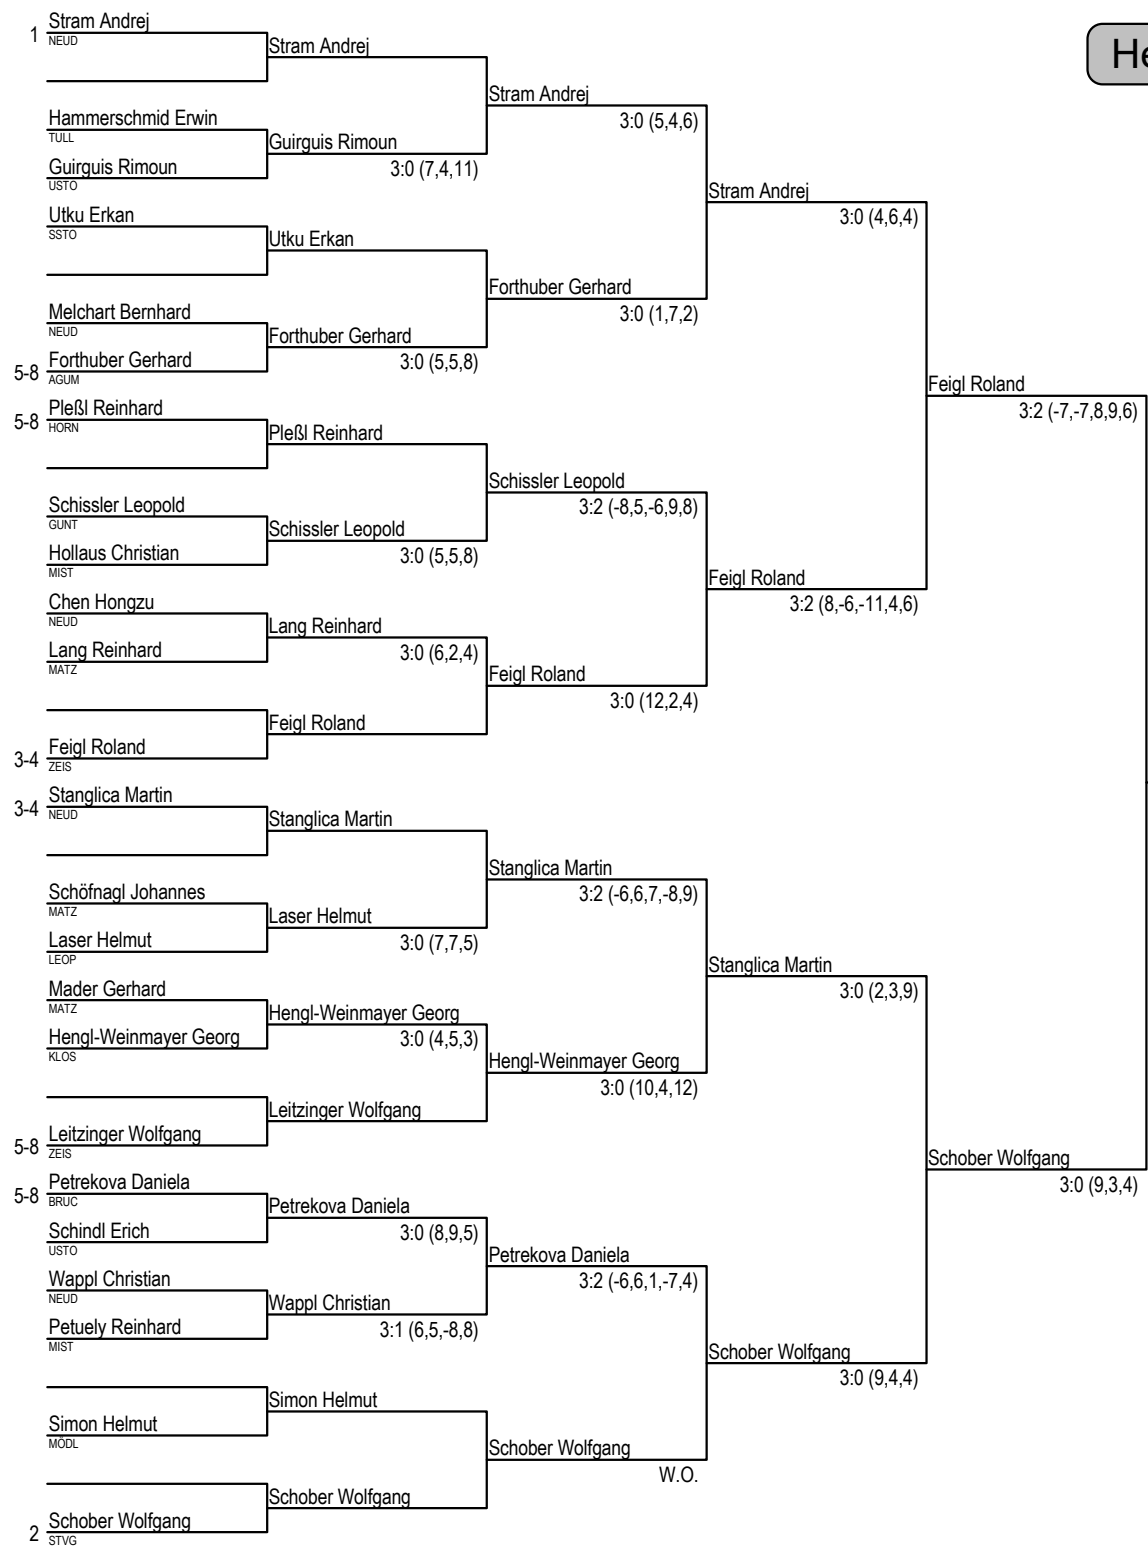 He
1 Stram Andrej
NEUD
Stram Andrej
Stram Andrej
3:0 (5,4,6)
Hammerschmid Erwin
TULL
Guirguis Rimoun
3:0 (7,4,11)
Guirguis Rimoun
USTO
Stram Andrej
3:0 (4,6,4)
Utku Erkan
SSTO
Utku Erkan
Forthuber Gerhard
3:0 (1,7,2)
Melchart Bernhard
NEUD
Forthuber Gerhard
3:0 (5,5,8)
5-8 Forthuber Gerhard
AGUM
Feigl Roland
3:2 (-7,-7,8,9,6)
5-8 Pleßl Reinhard
HORN
Pleßl Reinhard
Schissler Leopold
3:2 (-8,5,-6,9,8)
Schissler Leopold
GUNT
Schissler Leopold
3:0 (5,5,8)
Hollaus Christian
MIST
Feigl Roland
3:2 (8,-6,-11,4,6)
Chen Hongzu
NEUD
Lang Reinhard
3:0 (6,2,4)
Lang Reinhard
MATZ
Feigl Roland
3:0 (12,2,4)
Feigl Roland
3-4 Feigl Roland
ZEIS
3-4 Stanglica Martin
NEUD
Stanglica Martin
Stanglica Martin
3:2 (-6,6,7,-8,9)
Schöfnagl Johannes
MATZ
Laser Helmut
3:0 (7,7,5)
Laser Helmut
LEOP
Stanglica Martin
3:0 (2,3,9)
Mader Gerhard
MATZ
Hengl-Weinmayer Georg
3:0 (4,5,3)
Hengl-Weinmayer Georg
KLOS
Hengl-Weinmayer Georg
3:0 (10,4,12)
Leitzinger Wolfgang
5-8 Leitzinger Wolfgang
ZEIS
Schober Wolfgang
3:0 (9,3,4)
5-8 Petrekova Daniela
BRUC
Petrekova Daniela
3:0 (8,9,5)
Schindl Erich
USTO
Petrekova Daniela
3:2 (-6,6,1,-7,4)
Wappl Christian
NEUD
Wappl Christian
3:1 (6,5,-8,8)
Petuely Reinhard
MIST
Schober Wolfgang
3:0 (9,4,4)
Simon Helmut
Simon Helmut
MÖDL
Schober Wolfgang
W.O.
Schober Wolfgang
2 Schober Wolfgang
STVG